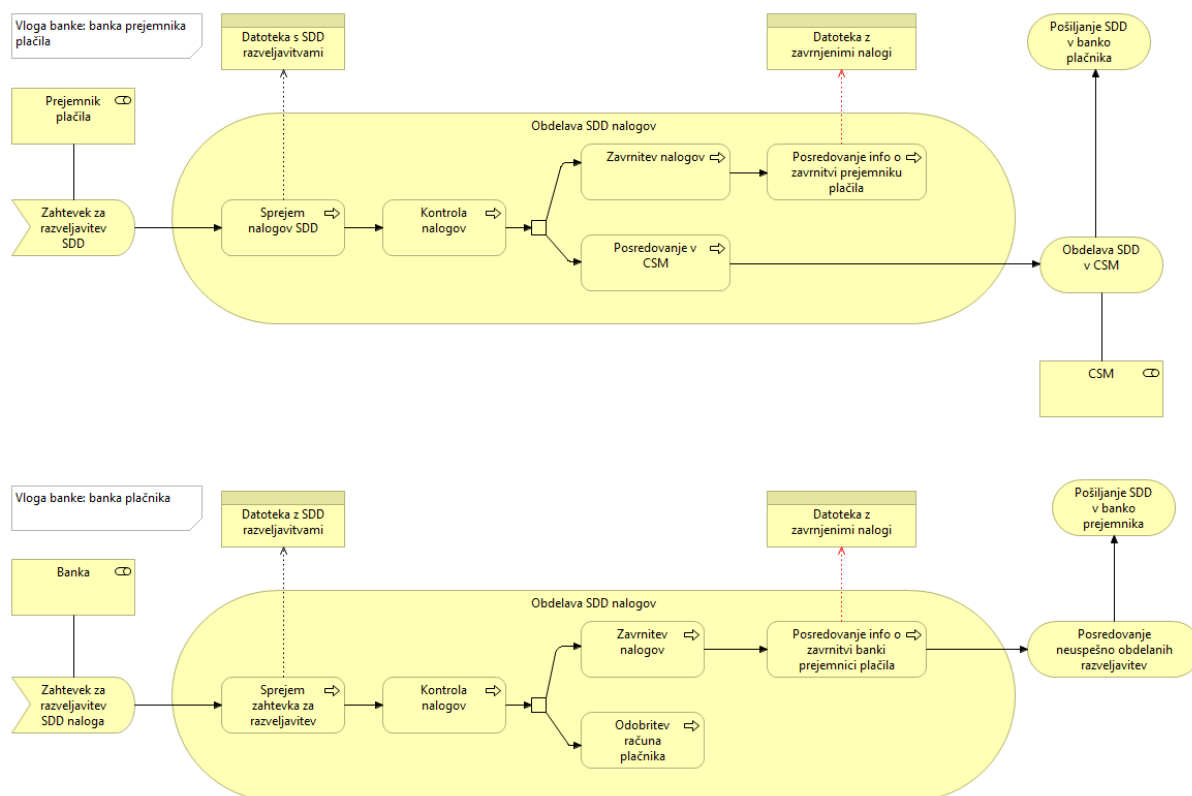 Vloga banke: banka prejemnika
plačila
Datoteka s SDD
razveljavitvami
Datoteka z
zavrnjenimi nalogi
Pošiljanje SDD
v banko
plačnika
Prejemnik
plačila
Obdelava SDD nalogov
Zavrnitev nalogov
Posredovanje info o
zavrnitvi prejemniku
plačila
Zahtevek za
razveljavitev
SDD
Sprejem
nalogov SDD
Kontrola
nalogov
Posredovanje v
CSM
Obdelava SDD
v CSM
CSM
Vloga banke: banka plačnika
Datoteka z SDD
razveljavitvami
Datoteka z
zavrnjenimi nalogi
Pošiljanje SDD
v banko
prejemnika
Banka
Obdelava SDD nalogov
Zavrnitev
nalogov
Posredovanje info o
zavrnitvi banki
prejemnici plačila
Posredovanje
neuspešno obdelanih
razveljavitev
Zahtevek za
razveljavitev
SDD naloga
Sprejem
zahtevka za
razveljavitev
Kontrola
nalogov
Odobritev
računa
plačnika